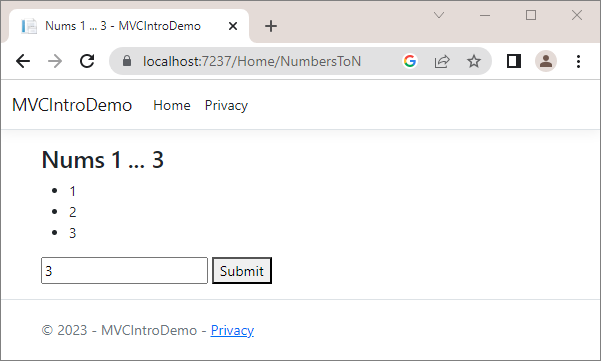 Nums 1 ... 3 - MVCIntroDemo
localhost:7237/Home/NumbersToN
MVCIntroDemo Home Privacy
Nums 1 ... 3
1
2
3
3 Submit
© 2023 - MVCIntroDemo - Privacy